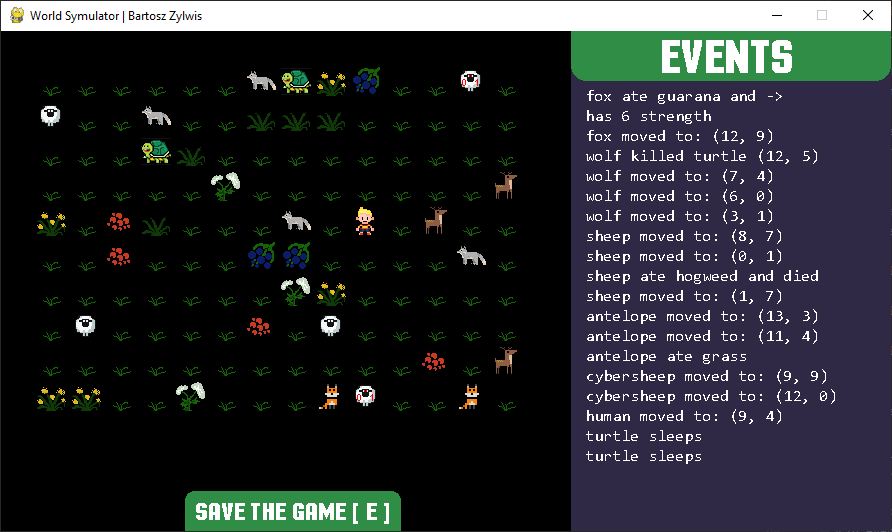 World Symulator | Bartosz Zylwis
EVENTS
fox ate guarana and ->
has 6 strength
fox moved to: (12, 9)
wolf killed turtle (12, 5)
wolf moved to: (7, 4)
wolf moved to: (6, 0)
wolf moved to: (3, 1)
sheep moved to: (8, 7)
sheep moved to: (0, 1)
sheep ate hogweed and died
sheep moved to: (1, 7)
antelope moved to: (13, 3)
antelope moved to: (11, 4)
antelope ate grass
cybersheep moved to: (9, 9)
cybersheep moved to: (12, 0)
human moved to: (9, 4)
turtle sleeps
turtle sleeps
SAVE THE GAME [ E ]